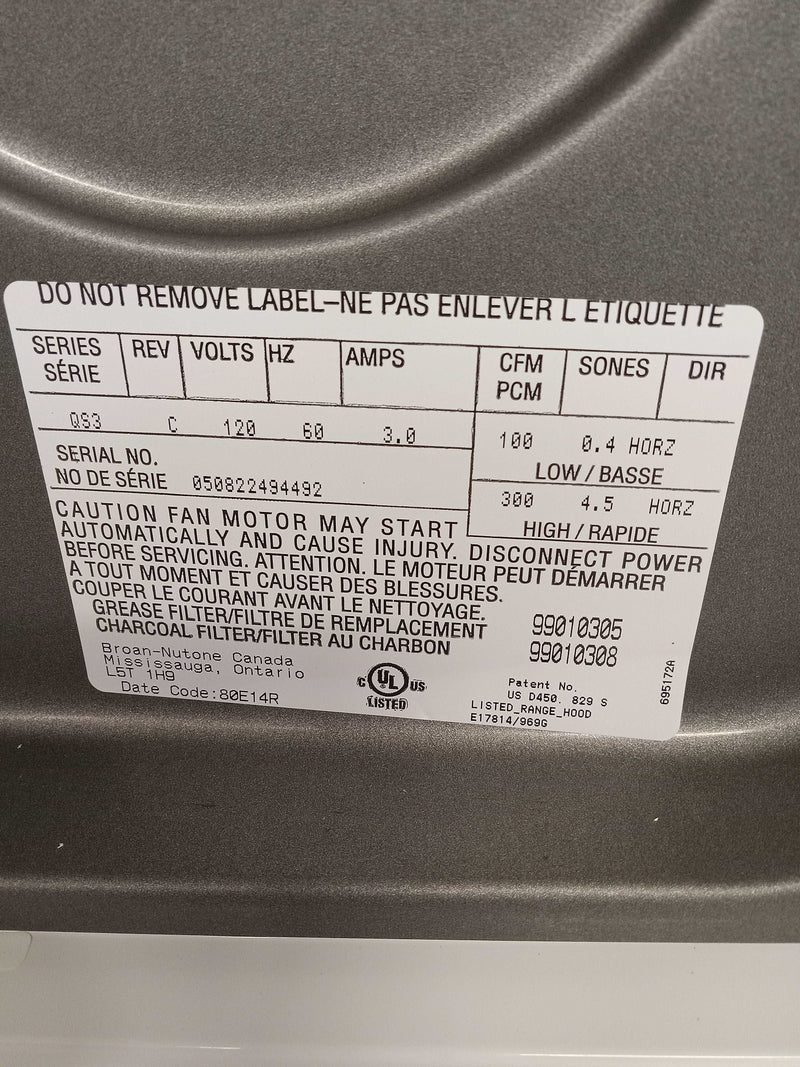 DO NOT REMOVE LABEL–NE PAS ENLEVER L ETIQUETTE
SERIES REV VOLTS HZ AMPS CFM SONES DIR
SÉRIE PCM
QS3 C 120 60 3.0 100 0.4 HORZ
SERIAL NO. LOW / BASSE
NO DE SÉRIE 050822494492 300 4.5 HORZ
HIGH / RAPIDE
CAUTION FAN MOTOR MAY START
AUTOMATICALLY AND CAUSE INJURY. DISCONNECT POWER
BEFORE SERVICING. ATTENTION. LE MOTEUR PEUT DÉMARRER
A TOUT MOMENT ET CAUSER DES BLESSURES.
COUPER LE COURANT AVANT LE NETTOYAGE.
GREASE FILTER/FILTRE DE REMPLACEMENT 99010305
CHARCOAL FILTER/FILTER AU CHARBON 99010308
Broan-Nutone Canada
Mississauga, Ontario
L5T 1H9
Date Code:80E14R
C UL US
LISTED
Patent No.
US D450. 829 S
LISTED_RANGE_HOOD
E17814/969G
695172A